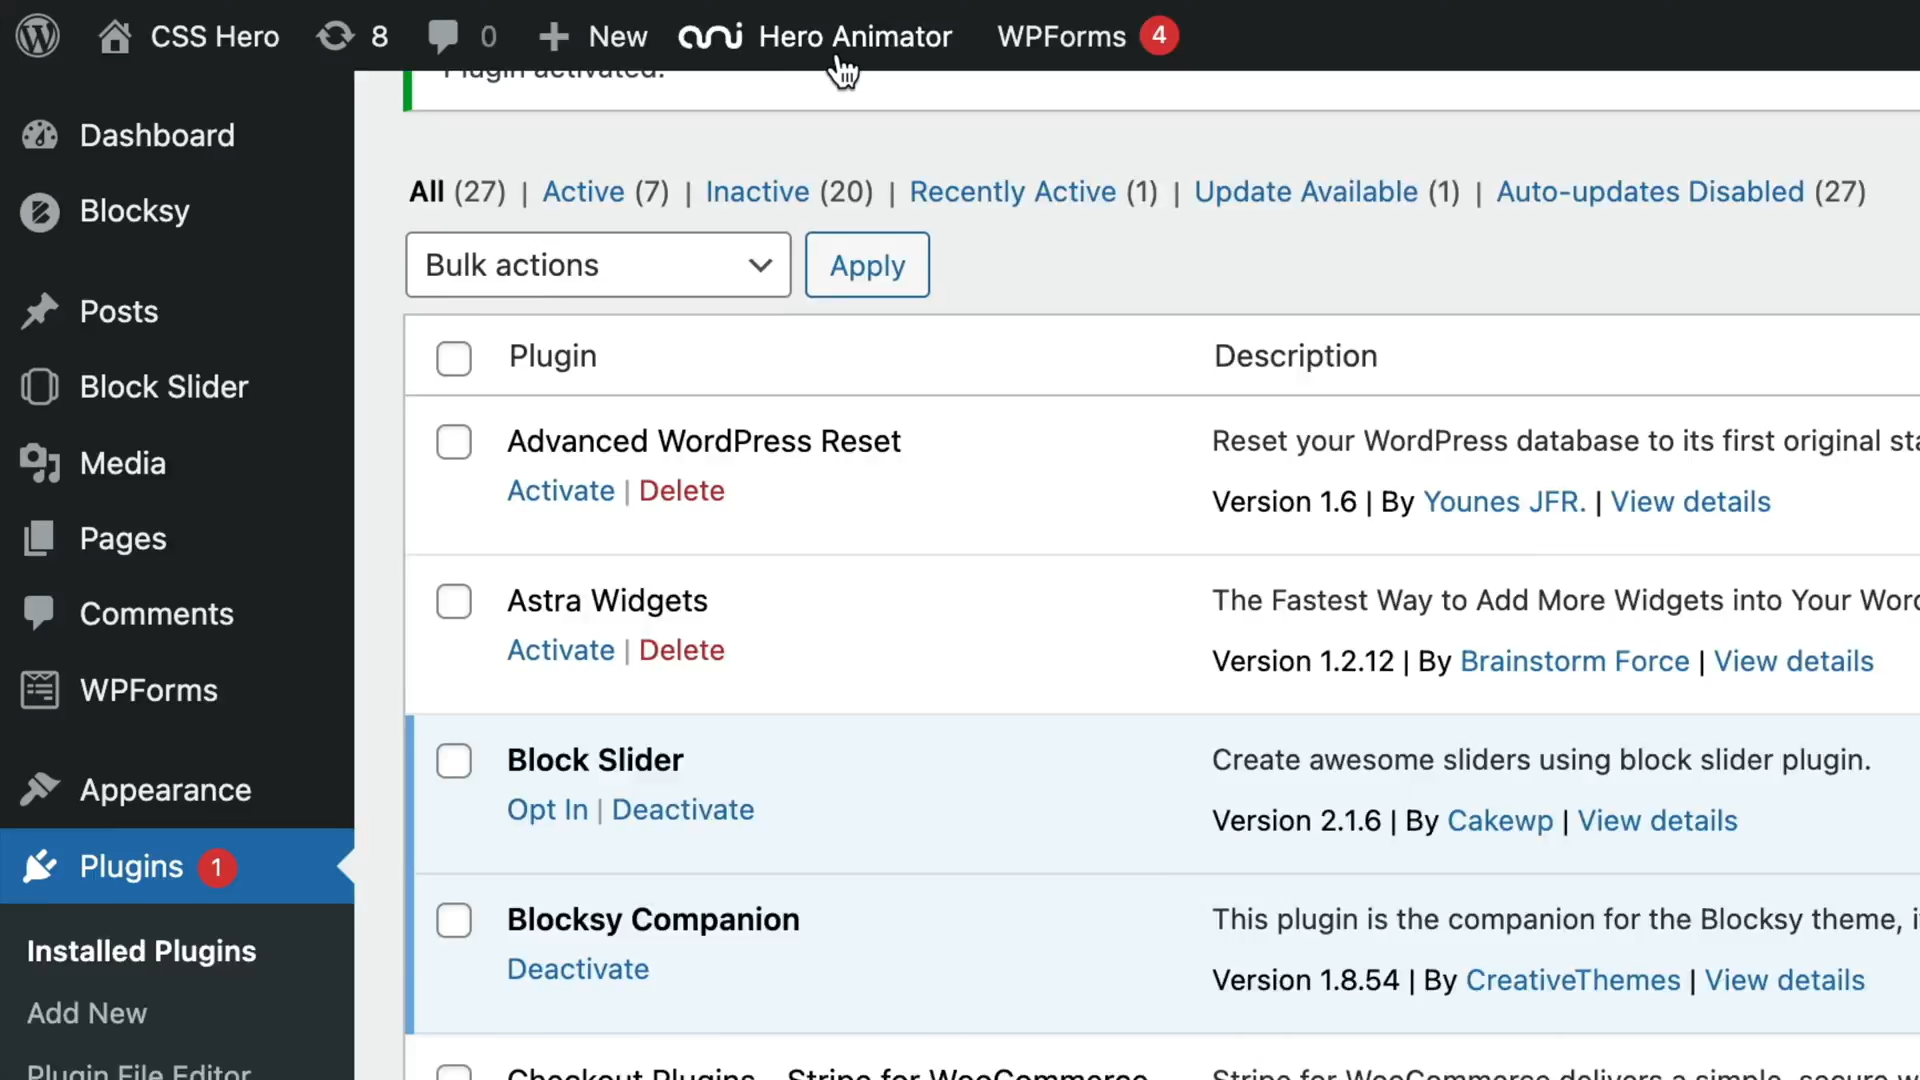 CSS Hero 8 0 New Hero Animator WPForms 4
Plugin activated.
Dashboard
Blocksy
Posts
Block Slider
Media
Pages
Comments
WPForms
Appearance
Plugins 1
Installed Plugins
Add New
Plugin File Editor
All (27) | Active (7) | Inactive (20) | Recently Active (1) | Update Available (1) | Auto-updates Disabled (27)
Bulk actions Apply
Plugin Description
Advanced WordPress Reset
Activate | Delete
Reset your WordPress database to its first original sta
Version 1.6 | By Younes JFR. | View details
Astra Widgets
Activate | Delete
The Fastest Way to Add More Widgets into Your Word
Version 1.2.12 | By Brainstorm Force | View details
Block Slider
Opt In | Deactivate
Create awesome sliders using block slider plugin.
Version 2.1.6 | By Cakewp | View details
Blocksy Companion
Deactivate
This plugin is the companion for the Blocksy theme, i
Version 1.8.54 | By CreativeThemes | View details
Checkout Plugins – Stripe for WooCommerce
Stripe for WooCommerce delivers a simple, secure w